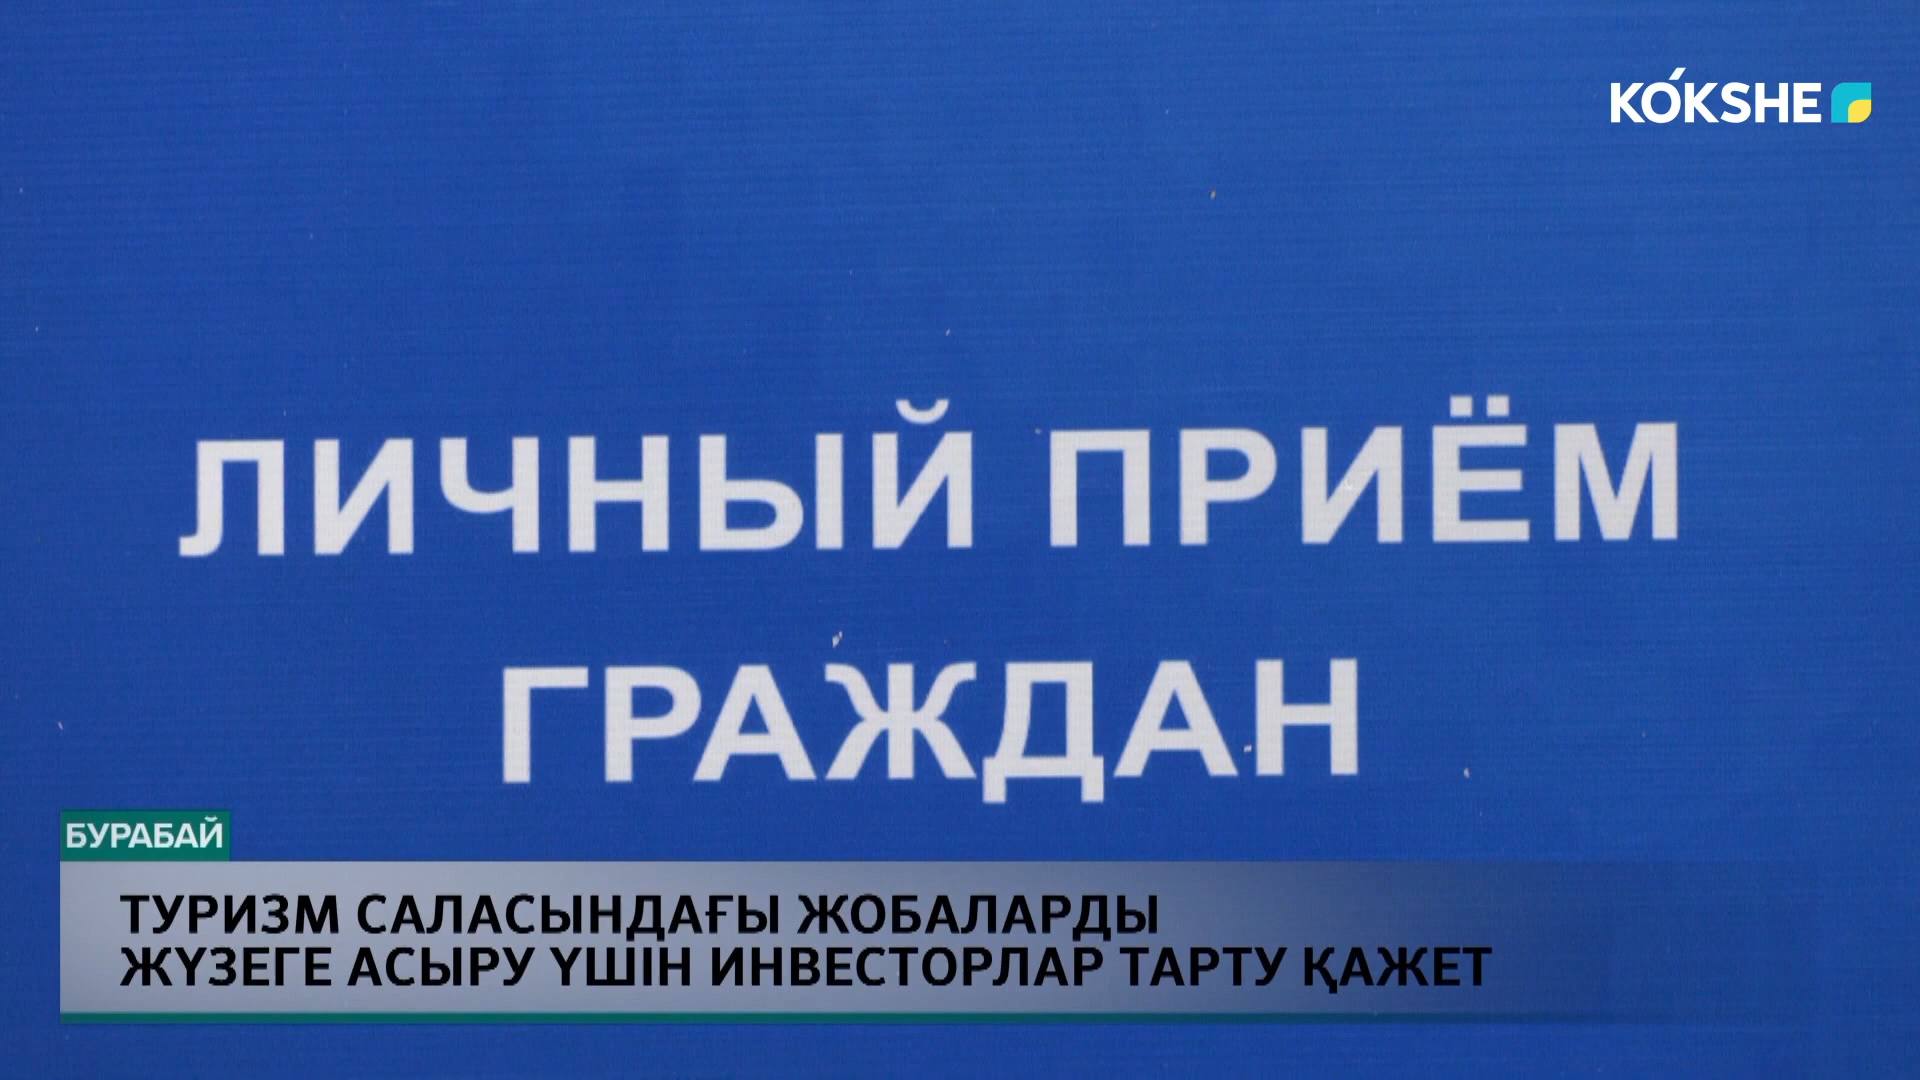 KÓKSHE
ЛИЧНЫЙ ПРИЁМ
ГРАЖДАН
БУРАБАЙ
ТУРИЗМ САЛАСЫНДАҒЫ ЖОБАЛАРДЫ
ЖҮЗЕГЕ АСЫРУ ҮШІН ИНВЕСТОРЛАР ТАРТУ ҚАЖЕТ